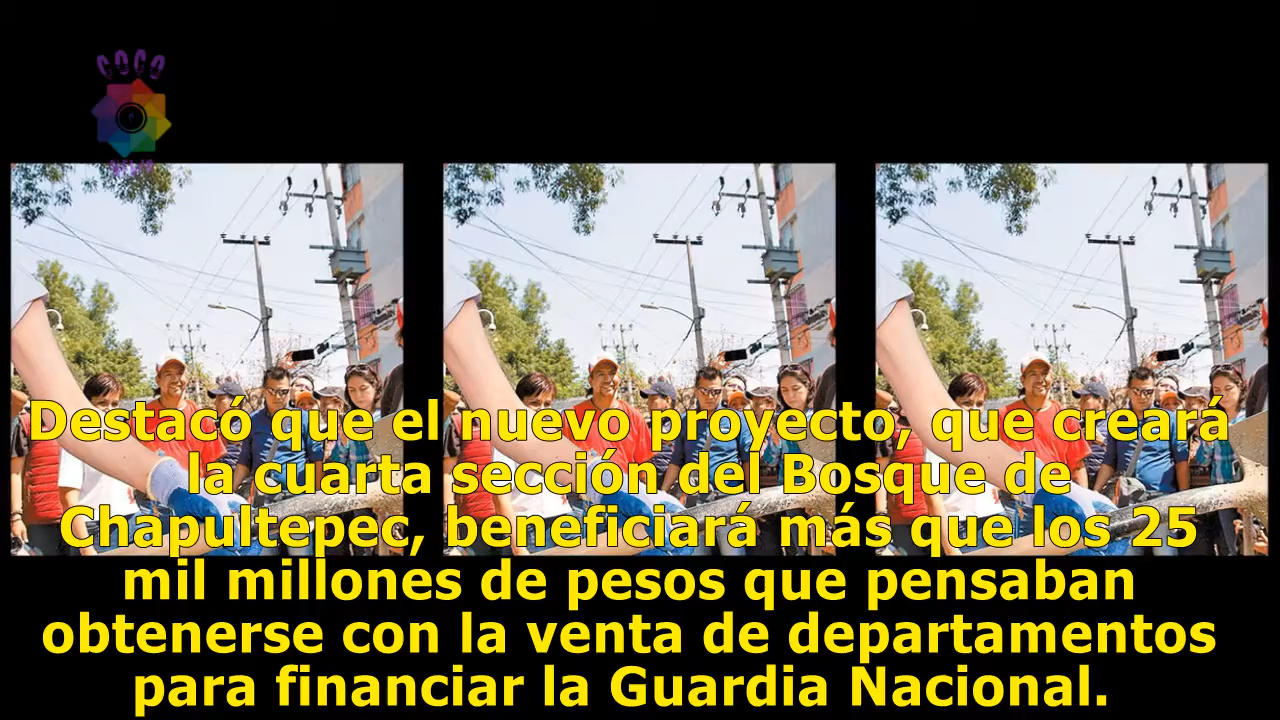 COCO
Destacó que el nuevo proyecto, que creará
la cuarta sección del Bosque de
Chapultepec, beneficiará más que los 25
mil millones de pesos que pensaban
obtenerse con la venta de departamentos
para financiar la Guardia Nacional.